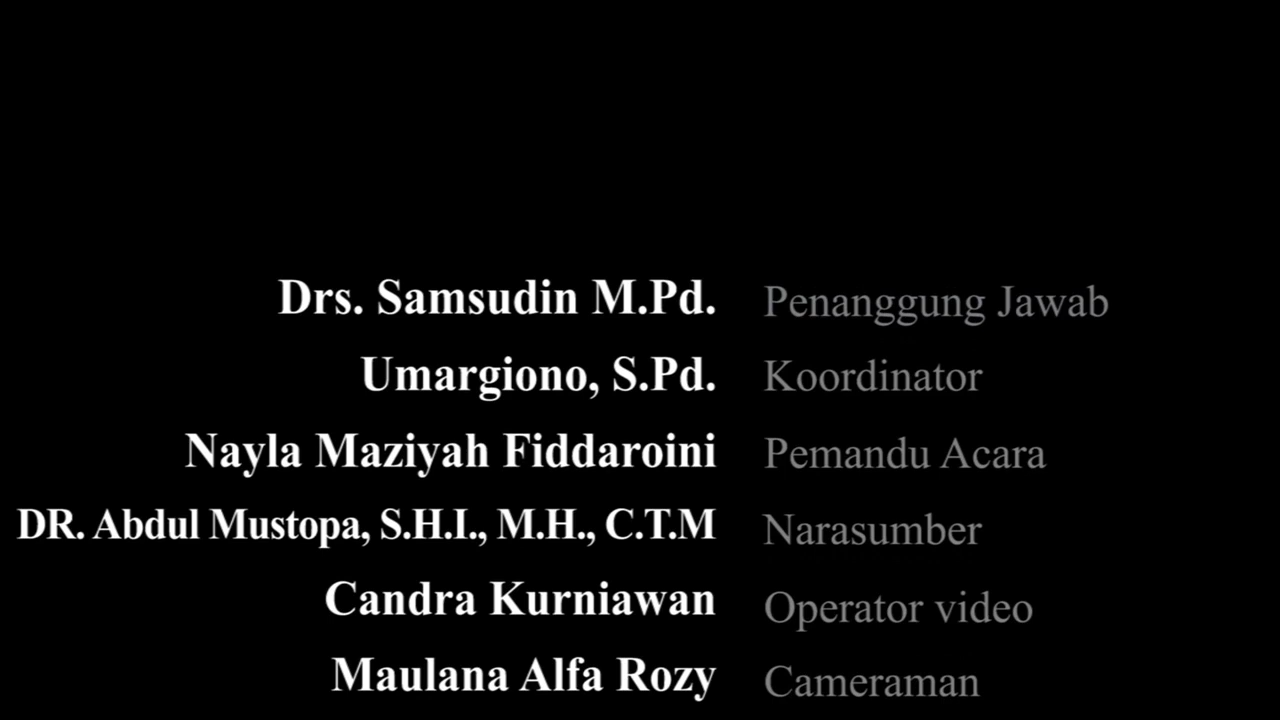 Drs. Samsudin M.Pd. Penanggung Jawab
Umargiono, S.Pd. Koordinator
Nayla Maziyah Fiddaroini Pemandu Acara
DR. Abdul Mustopa, S.H.I., M.H., C.T.M Narasumber
Candra Kurniawan Operator video
Maulana Alfa Rozy Cameraman